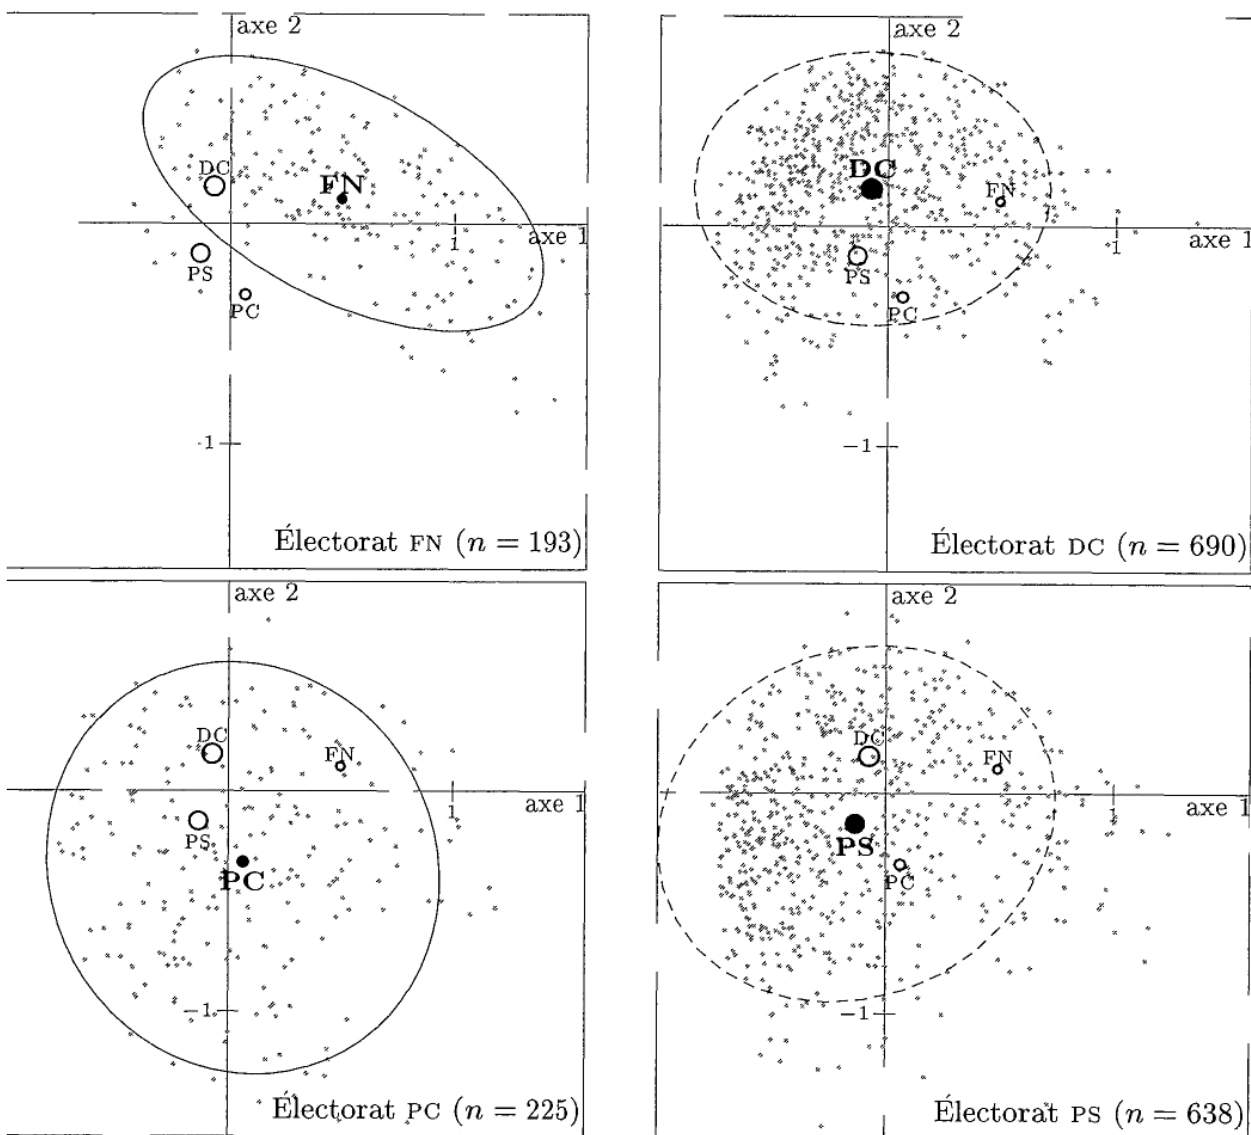 axe 2
DC
FN
axe 1
1
PS
PC
-1
Électorat FN (n = 193)
axe 2
DC
FN
1
axe 1
PS
PC
−1
Électorat DC (n = 690)
axe 2
DC
FN
axe 1
1
PS
PC
−1
Électorat PC (n = 225)
axe 2
DC
FN
1
axe 1
PS
PC
−1
Électorat PS (n = 638)